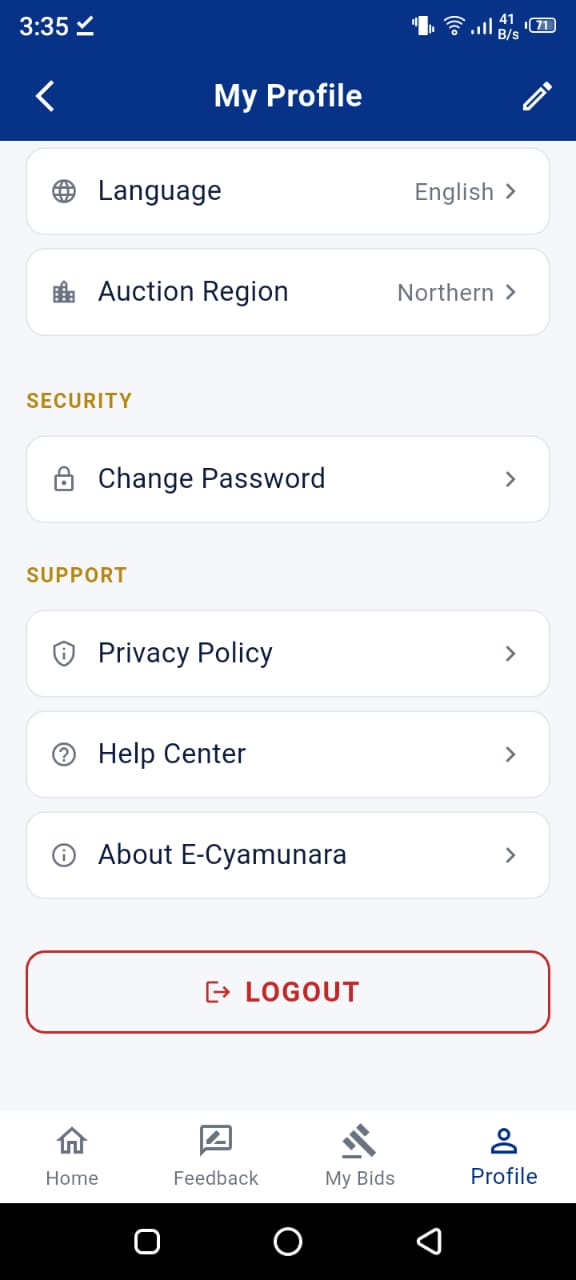 3:35
41
B/s
71
My Profile
Language
English
Auction Region
Northern
SECURITY
Change Password
SUPPORT
Privacy Policy
Help Center
About E-Cyamunara
LOGOUT
Home
Feedback
My Bids
Profile